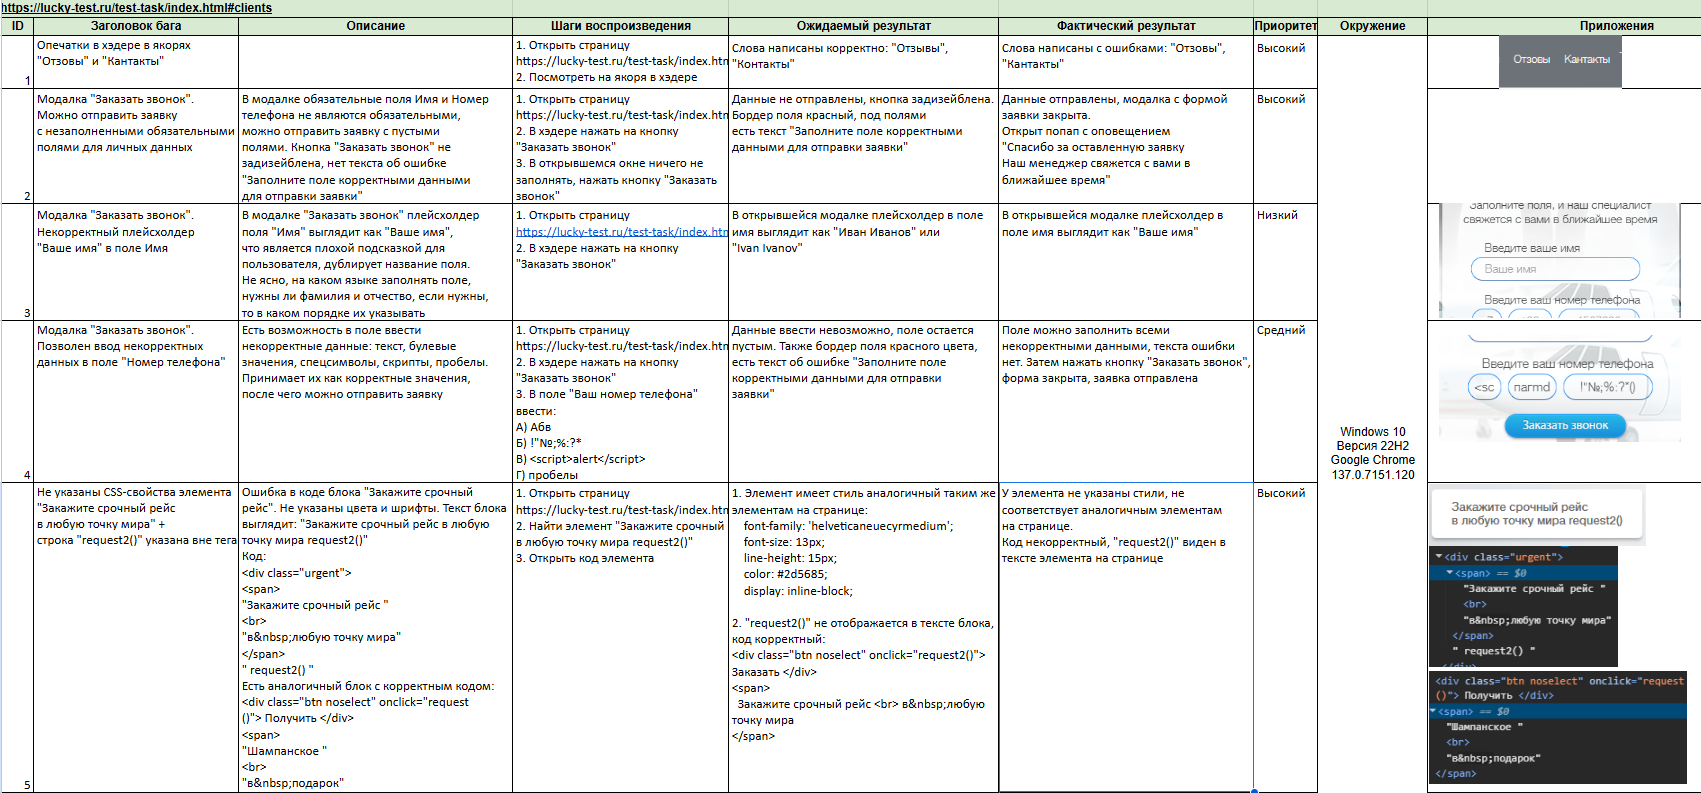 https://lucky-test.ru/test-task/index.html#clients
ID
Заголовок бага
Описание
Шаги воспроизведения
Ожидаемый результат
Фактический результат
Приоритет
Окружение
Приложения
1
Опечатки в хэдере в якорях
"Отзовы" и "Кантакты"
1. Открыть страницу
https://lucky-test.ru/test-task/index.htm
2. Посмотреть на якоря в хэдере
Слова написаны корректно: "Отзывы",
"Контакты"
Слова написаны с ошибками: "Отзовы",
"Кантакты"
Высокий
Отзовы Кантакты
2
Модалка "Заказать звонок".
Можно отправить заявку
с незаполненными обязательными
полями для личных данных
В модалке обязательные поля Имя и Номер
телефона не являются обязательными,
можно отправить заявку с пустыми
полями. Кнопка "Заказать звонок" не
задизейблена, нет текста об ошибке
"Заполните поле корректными данными
для отправки заявки"
1. Открыть страницу
https://lucky-test.ru/test-task/index.htm
2. В хэдере нажать на кнопку
"Заказать звонок"
3. В открывшемся окне ничего не
заполнять, нажать кнопку "Заказать
звонок"
Данные не отправлены, кнопка задизейблена.
Бордер поля красный, под полями
есть текст "Заполните поле корректными
данными для отправки заявки"
Данные отправлены, модалка с формой
заявки закрыта.
Открыт попап с оповещением
"Спасибо за оставленную заявку
Наш менеджер свяжется с вами в
ближайшее время"
Высокий
3
Модалка "Заказать звонок".
Некорректный плейсхолдер
"Ваше имя" в поле Имя
В модалке "Заказать звонок" плейсхолдер
поля "Имя" выглядит как "Ваше имя",
что является плохой подсказкой для
пользователя, дублирует название поля.
Не ясно, на каком языке заполнять поле,
нужны ли фамилия и отчество, если нужны,
то в каком порядке их указывать
1. Открыть страницу
https://lucky-test.ru/test-task/index.htm
2. В хэдере нажать на кнопку
"Заказать звонок"
В открывшейся модалке плейсхолдер в поле
имя выглядит как "Иван Иванов" или
"Ivan Ivanov"
В открывшейся модалке плейсхолдер в
поле имя выглядит как "Ваше имя"
Низкий
Заполните поля, и наш специалист
свяжется с вами в ближайшее время
Введите ваше имя
Ваше имя
Введите ваш номер телефона
4
Модалка "Заказать звонок".
Позволен ввод некорректных
данных в поле "Номер телефона"
Есть возможность в поле ввести
некорректные данные: текст, булевые
значения, спецсимволы, скрипты, пробелы.
Принимает их как корректные значения,
после чего можно отправить заявку
1. Открыть страницу
https://lucky-test.ru/test-task/index.htm
2. В хэдере нажать на кнопку
"Заказать звонок"
3. В поле "Ваш номер телефона"
ввести:
А) Абв
Б) !"№;%:?*
В) <script>alert</script>
Г) пробелы
Данные ввести невозможно, поле остается
пустым. Также бордер поля красного цвета,
есть текст об ошибке "Заполните поле
корректными данными для отправки
заявки"
Поле можно заполнить всеми
некорректными данными, текста ошибки
нет. Затем нажать кнопку "Заказать звонок",
форма закрыта, заявка отправлена
Средний
Windows 10
Версия 22H2
Google Chrome
137.0.7151.120
Введите ваш номер телефона
<sc паrmd !"№;%:?*()
Заказать звонок
5
Не указаны CSS-свойства элемента
"Закажите срочный рейс
в любую точку мира" +
строка "request2()" указана вне тега
Ошибка в коде блока "Закажите срочный
рейс". Не указаны цвета и шрифты. Текст блока
выглядит: "Закажите срочный рейс в любую
точку мира request2()"
Код:
<div class="urgent">
<span>
"Закажите срочный рейс "
<br>
"в&nbsp;любую точку мира"
</span>
" request2() "
Есть аналогичный блок с корректным кодом:
<div class="btn noselect" onclick="request
()"> Получить </div>
<span>
"Шампанское "
<br>
"в&nbsp;подарок"
1. Открыть страницу
https://lucky-test.ru/test-task/index.htm
2. Найти элемент "Закажите срочный рейс
в любую точку мира request2()"
3. Открыть код элемента
1. Элемент имеет стиль аналогичный таким же
элементам на странице:
font-family: 'helveticaneuecyrmedium';
font-size: 13px;
line-height: 15px;
color: #2d5685;
display: inline-block;
2. "request2()" не отображается в тексте блока,
код корректный:
<div class="btn noselect" onclick="request2()">
Заказать </div>
<span>
Закажите срочный рейс <br> в&nbsp;любую
точку мира
</span>
У элемента не указаны стили, не
соответствует аналогичным элементам
на странице.
Код некорректный, "request2()" виден в
тексте элемента на странице
Высокий
Закажите срочный рейс
в любую точку мира request2()
<div class="urgent">
<span> == $0
"Закажите срочный рейс "
<br>
"в&nbsp;любую точку мира"
</span>
" request2() "
<div class="btn noselect" onclick="request
()"> Получить </div>
<span> == $0
"Шампанское "
<br>
"в&nbsp;подарок"
</span>